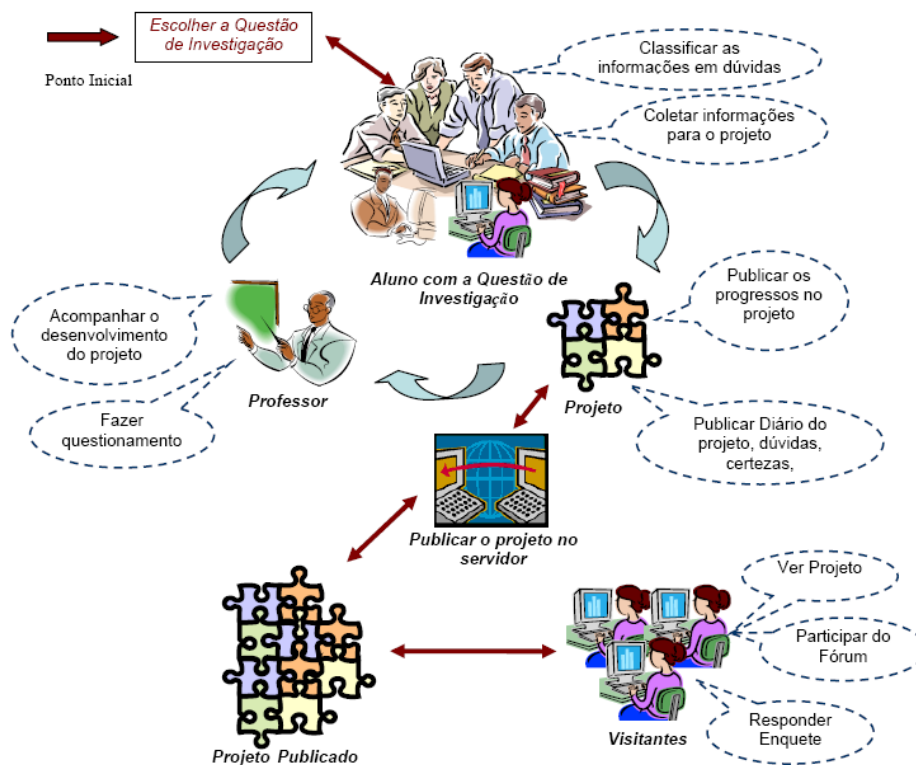 Escolher a Questão
de Investigação
Ponto Inicial
Classificar as
informações em dúvidas
Coletar informações
para o projeto
Aluno com a Questão de
Investigação
Publicar os
progressos no
projeto
Acompanhar o
desenvolvimento
do projeto
Fazer
questionamento
Professor
Projeto
Publicar Diário do
projeto, dúvidas,
certezas,
Publicar o projeto no
servidor
Ver Projeto
Participar do
Fórum
Responder
Enquete
Visitantes
Projeto Publicado